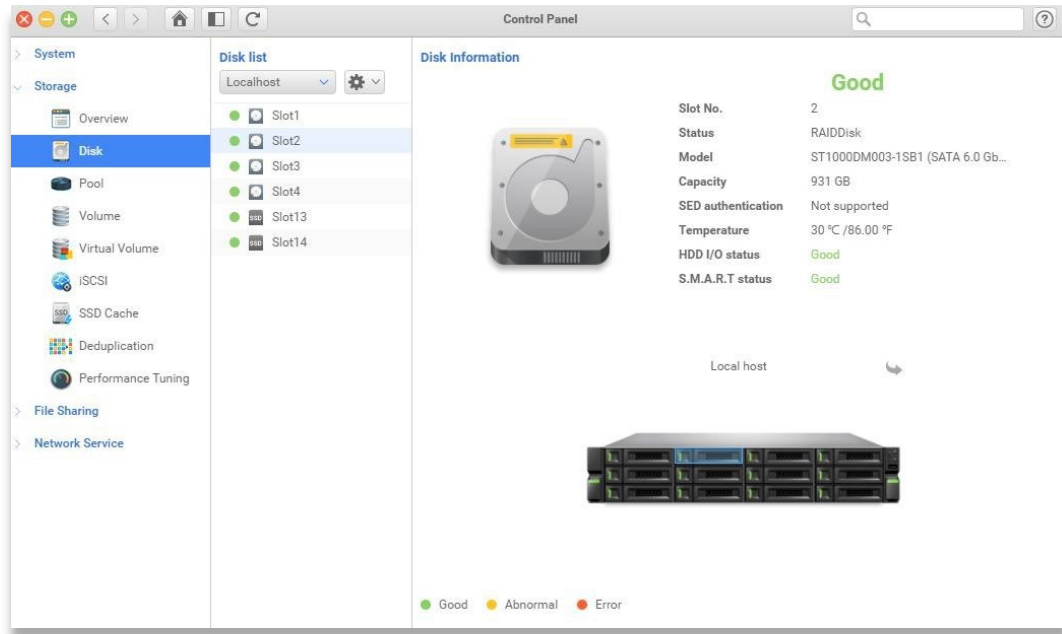 Control Panel
System
Storage
Overview
Disk
Pool
Volume
Virtual Volume
iSCSI
SSD
SSD Cache
Deduplication
Performance Tuning
File Sharing
Network Service
Disk list
Localhost
Slot1
Slot2
Slot3
Slot4
SSD Slot13
SSD Slot14
Disk Information
Good
Slot No. 2
Status RAIDDisk
Model ST1000DM003-1SB1 (SATA 6.0 Gb...
Capacity 931 GB
SED authentication Not supported
Temperature 30 °C /86.00 °F
HDD I/O status Good
S.M.A.R.T status Good
Local host
Good Abnormal Error